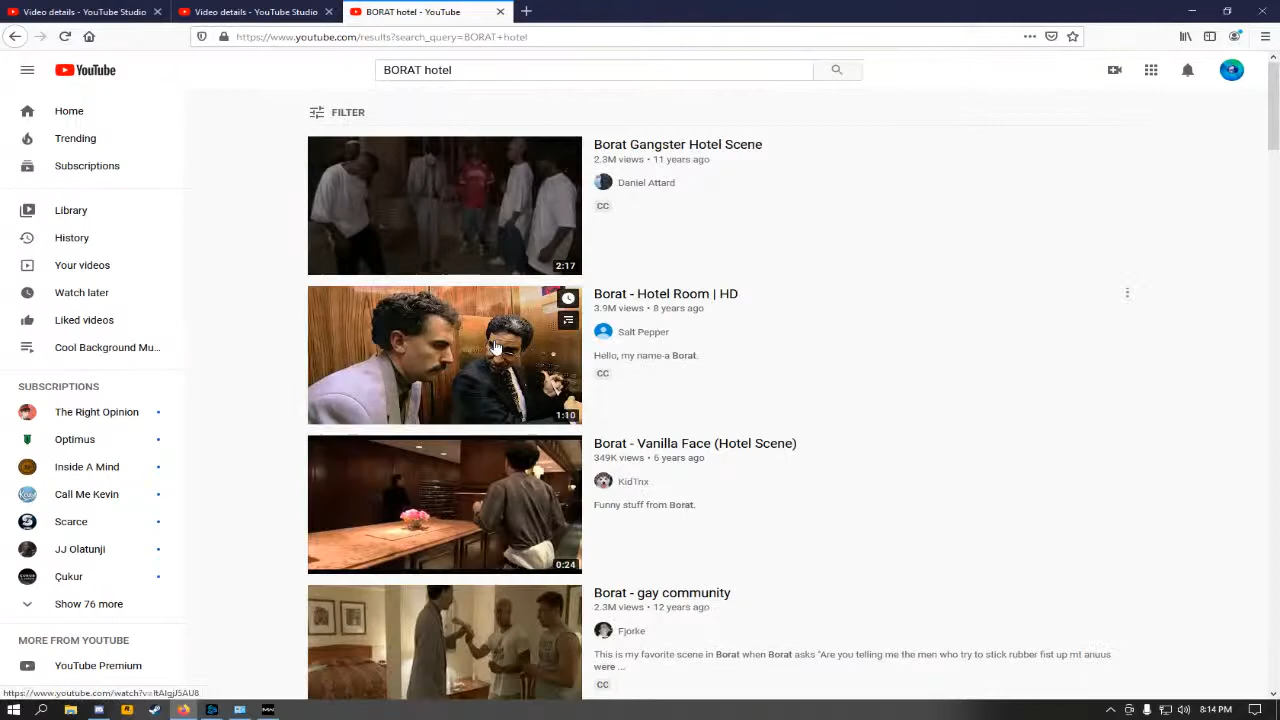 Video details - YouTube Studio
Video details - YouTube Studio
BORAT hotel - YouTube
https://www.youtube.com/results?search_query=BORAT+hotel
YouTube
BORAT hotel
Home
Trending
Subscriptions
Library
History
Your videos
Watch later
Liked videos
Cool Background Mu...
SUBSCRIPTIONS
The Right Opinion
Optimus
Inside A Mind
Call Me Kevin
Scarce
JJ Olatunji
Çukur
Show 76 more
MORE FROM YOUTUBE
YouTube Premium
FILTER
2:17
Borat Gangster Hotel Scene
2.3M views • 11 years ago
Daniel Attard
CC
1:10
Borat - Hotel Room | HD
3.9M views • 8 years ago
Salt Pepper
Hello, my name-a Borat.
CC
0:24
Borat - Vanilla Face (Hotel Scene)
349K views • 6 years ago
KidTnx
Funny stuff from Borat.
Borat - gay community
2.3M views • 12 years ago
Fjorke
This is my favorite scene in Borat when Borat asks "Are you telling me the men who try to stick rubber fist up mt anuus
were ...
CC
8:14 PM